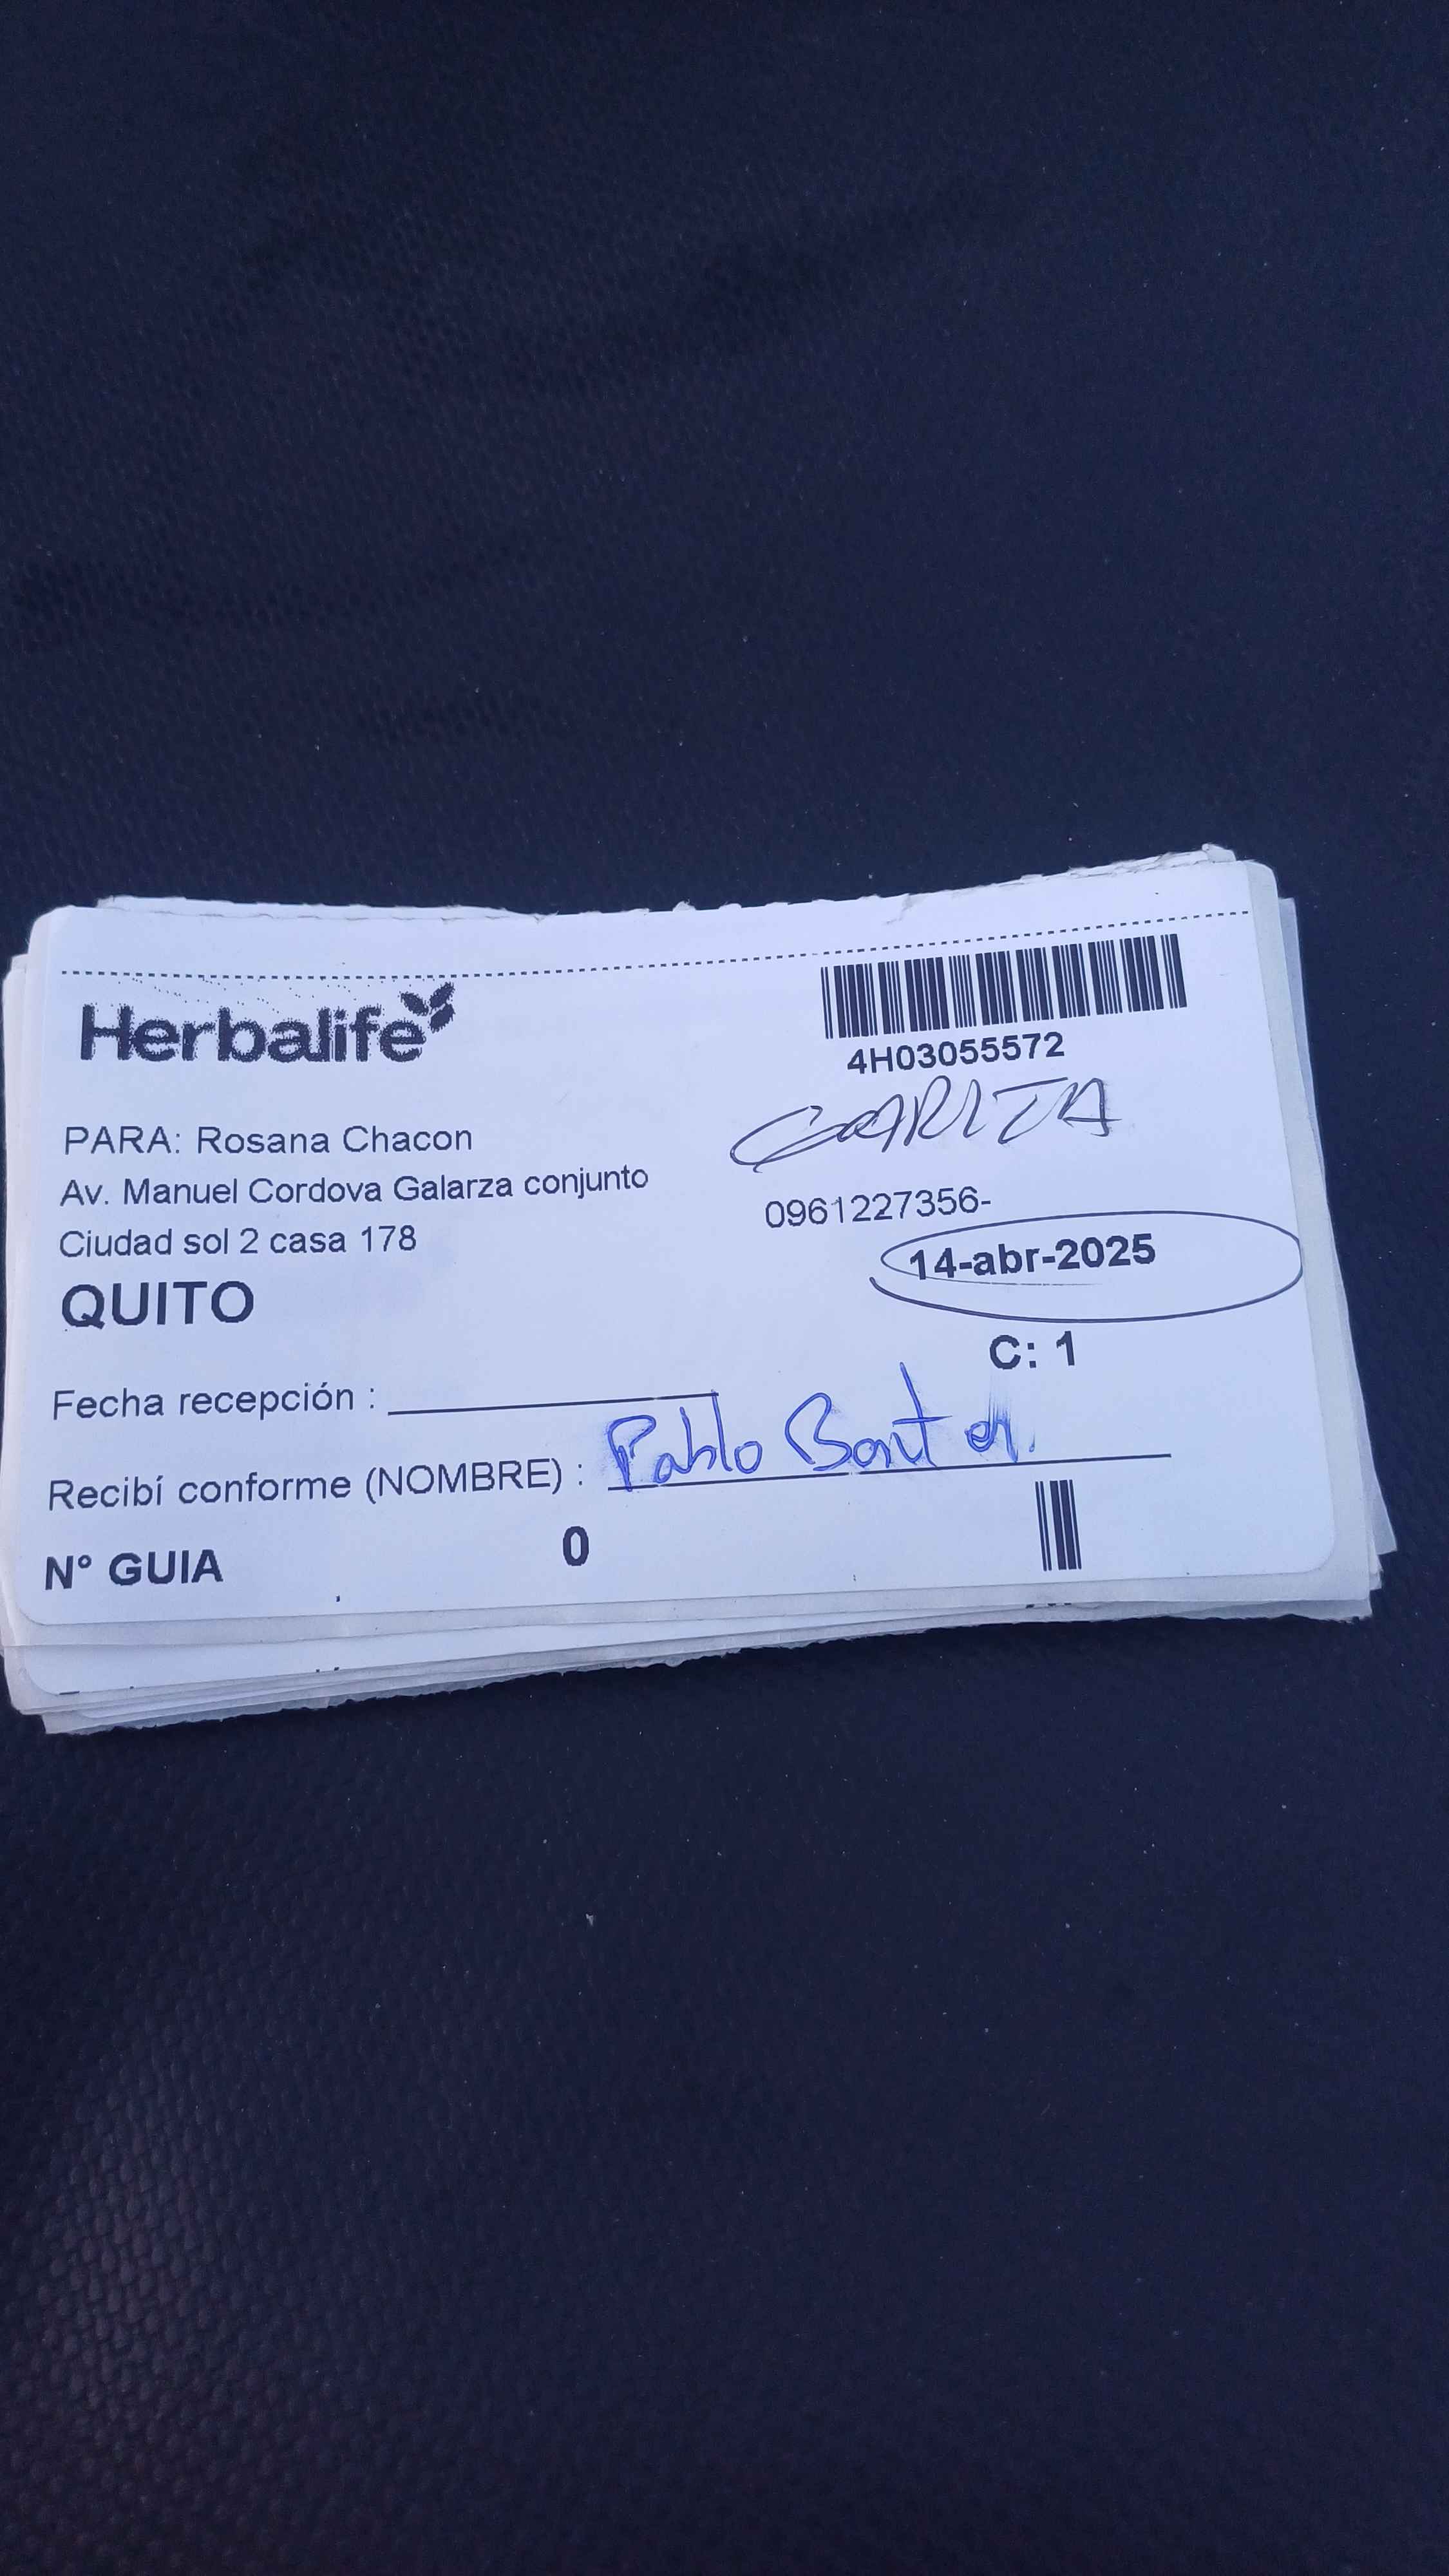 Herbalife
4H03055572
PARA: Rosana Chacon
Av. Manuel Cordova Galarza conjunto
0961227356-
Ciudad sol 2 casa 178
14-abr-2025
QUITO
C: 1
Fecha recepción :
Recibí conforme (NOMBRE) : Pablo
N° GUIA 0